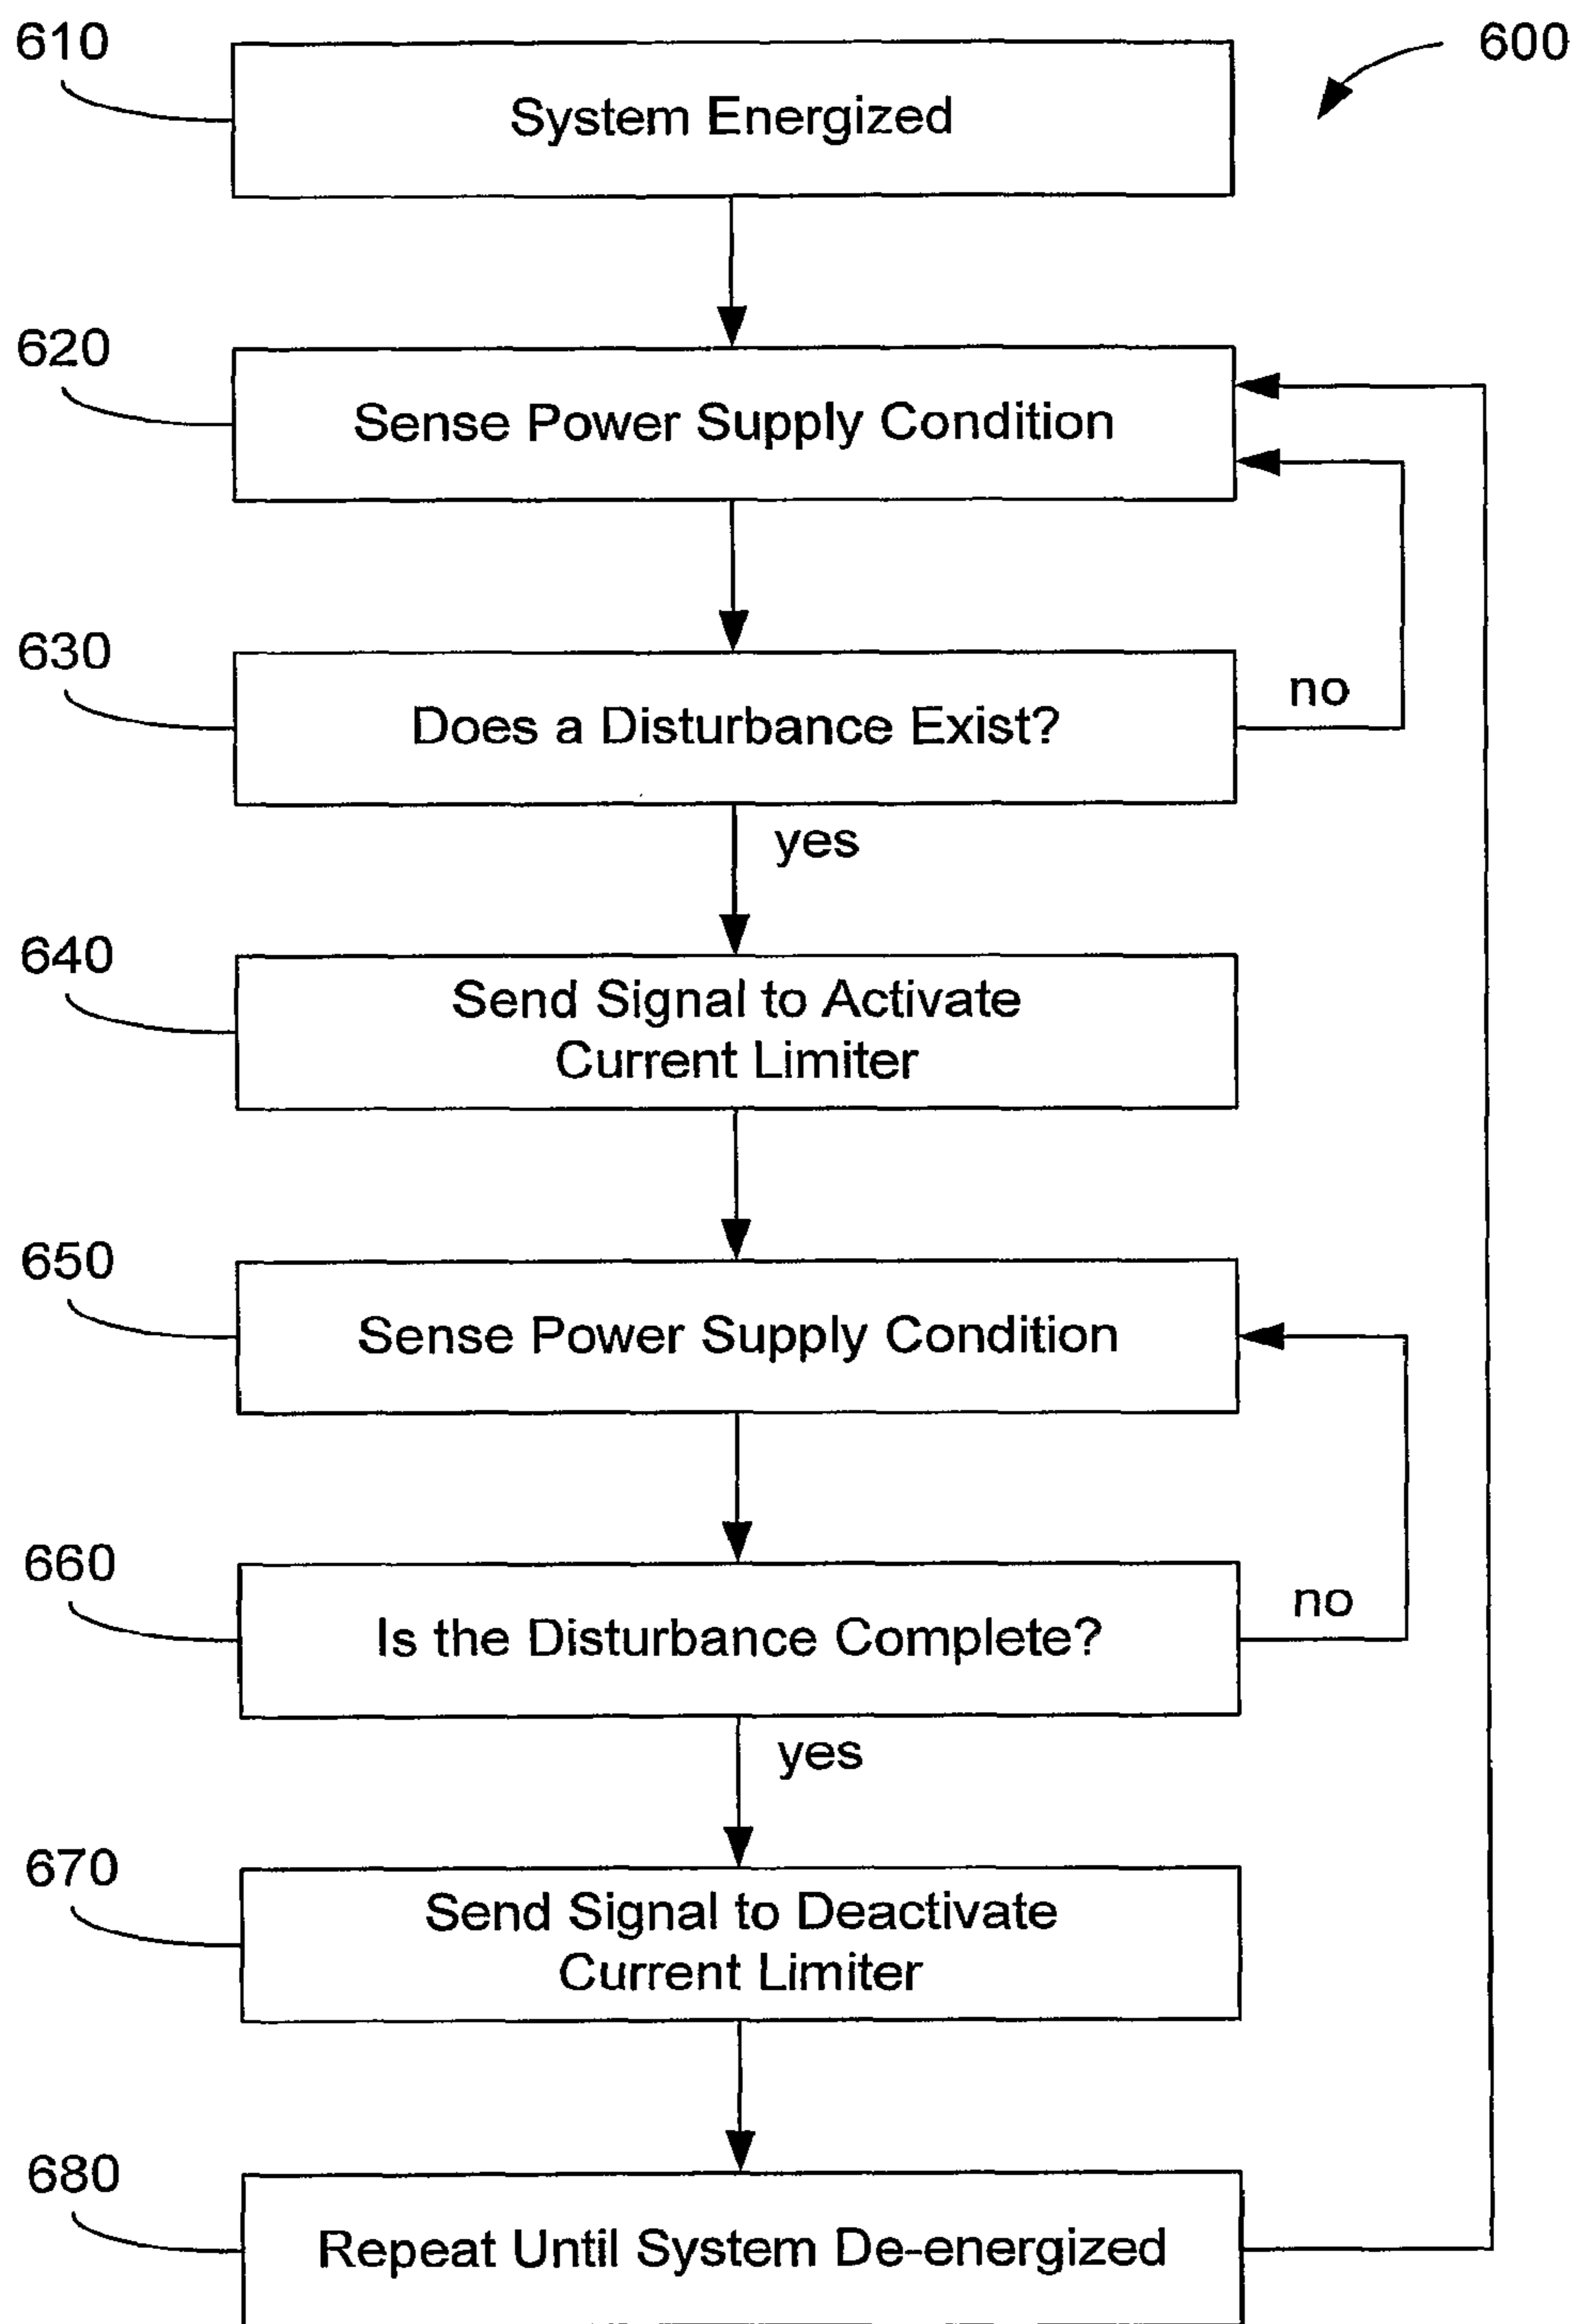 610
600
System Energized
620
Sense Power Supply Condition
630
Does a Disturbance Exist?
no
yes
640
Send Signal to Activate
Current Limiter
650
Sense Power Supply Condition
660
Is the Disturbance Complete?
no
yes
670
Send Signal to Deactivate
Current Limiter
680
Repeat Until System De-energized